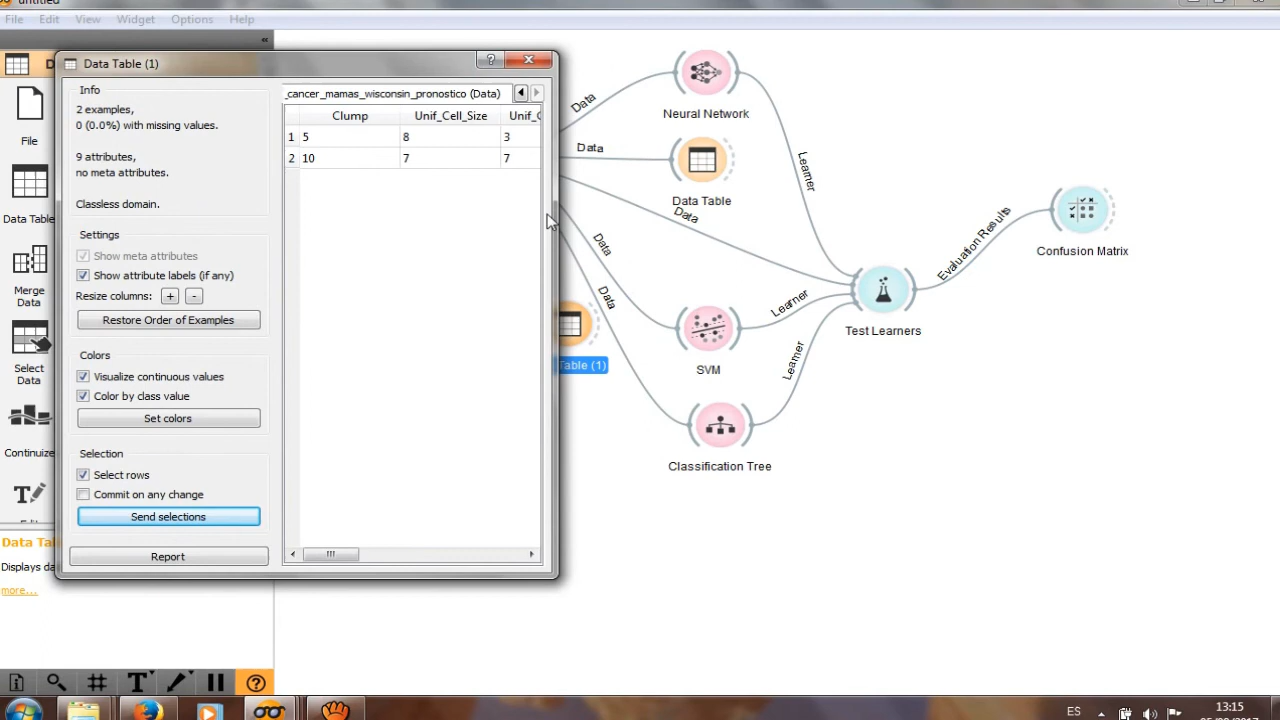 untitled
File Edit View Widget Options Help
File
Data Table
Merge
Data
Select
Data
Continuize
more...
Data Table (1)
Info
2 examples,
0 (0.0%) with missing values.
9 attributes,
no meta attributes.
Classless domain.
Settings
Show meta attributes
Show attribute labels (if any)
Resize columns: + -
Restore Order of Examples
Colors
Visualize continuous values
Color by class value
Set colors
Selection
Select rows
Commit on any change
Send selections
Report
_cancer_mamas_wisconsin_pronostico (Data)
Clump Unif_Cell_Size
1 5 8 3
2 10 7 7
Data
Neural Network
Data
Data Table
Data
Data
Data
Table (1)
SVM
Classification Tree
Learner
Learner
Learner
Test Learners
Evaluation Results
Confusion Matrix
ES
13:15